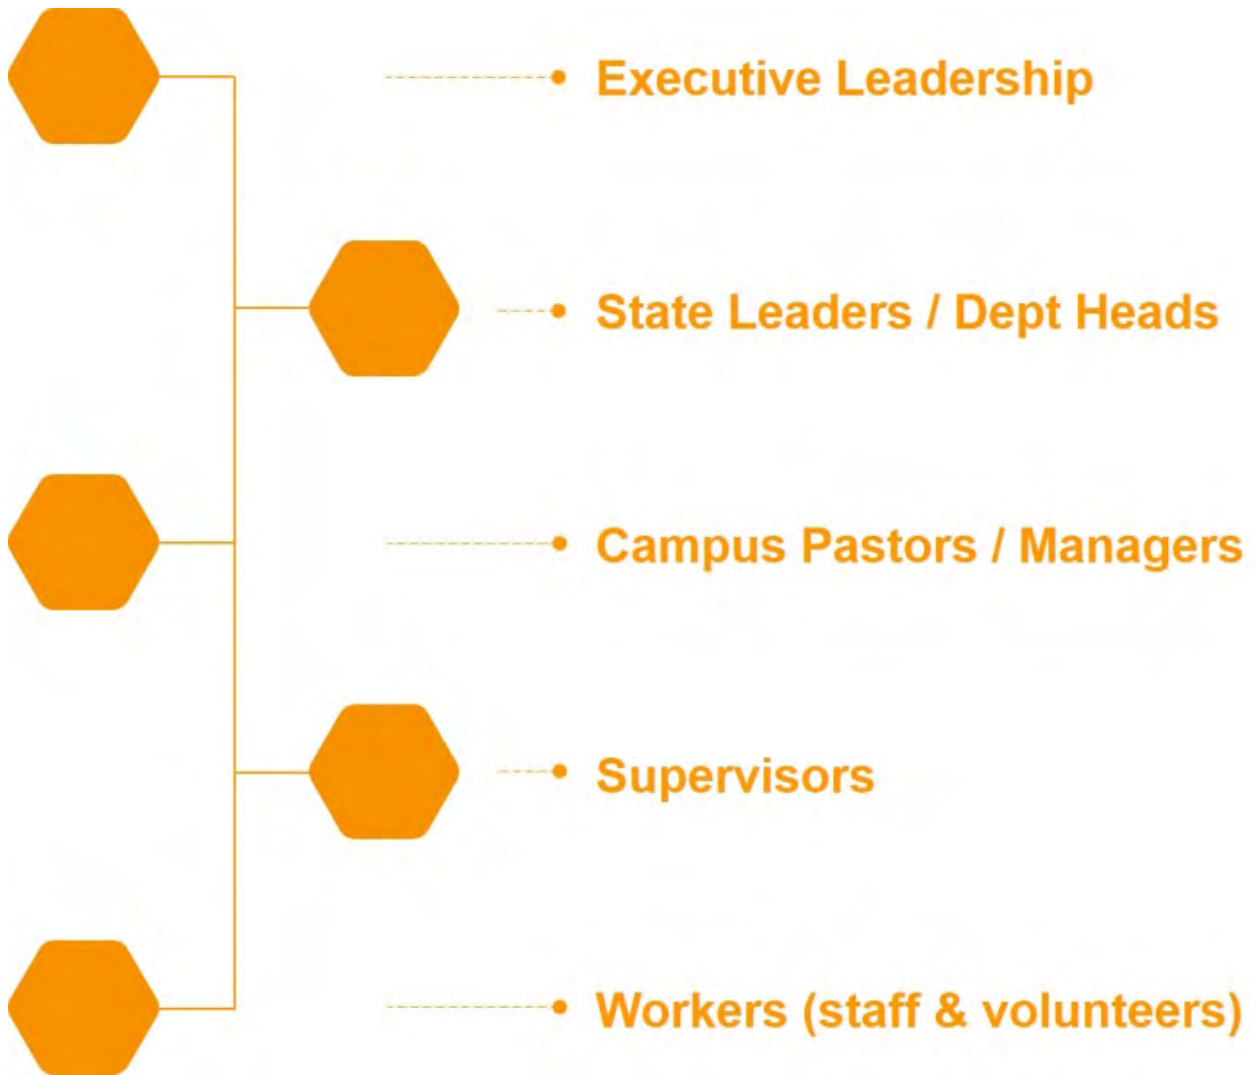 Executive Leadership
State Leaders / Dept Heads
Campus Pastors / Managers
Supervisors
Workers (staff & volunteers)